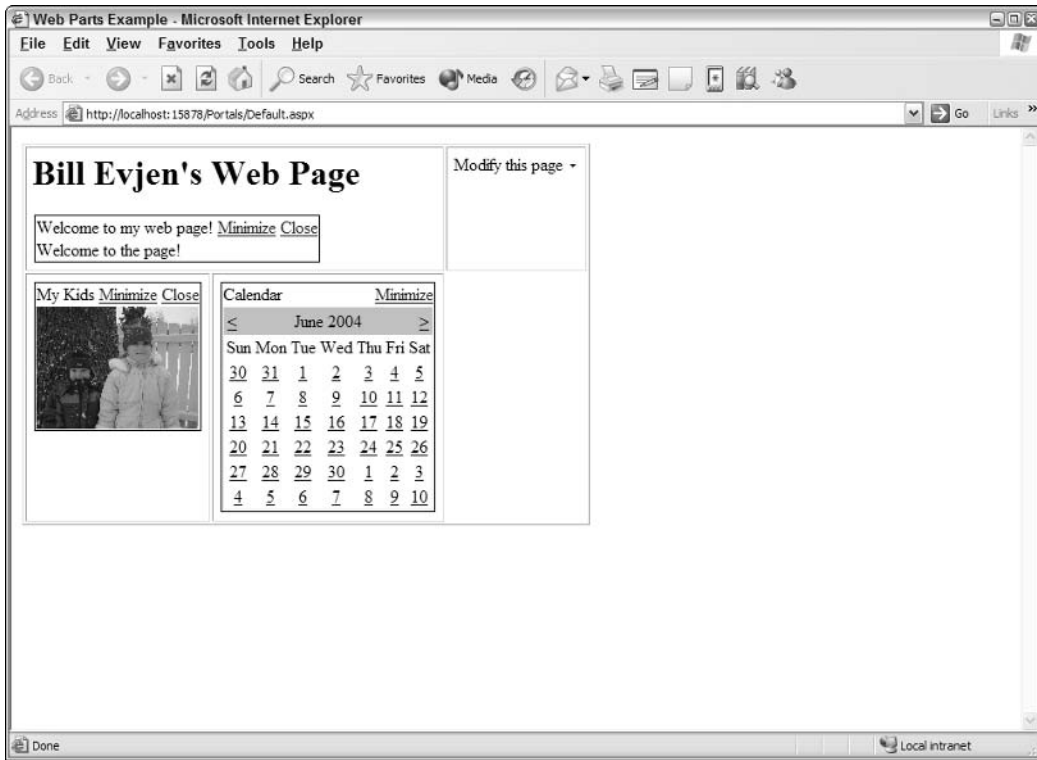 Web Parts Example - Microsoft Internet Explorer
File Edit View Favorites Tools Help
Back Search Favorites Media
Address http://localhost:15878/Portals/Default.aspx Go Links »
Bill Evjen's Web Page
Modify this page
Welcome to my web page! Minimize Close
Welcome to the page!
My Kids Minimize Close
Calendar Minimize
< June 2004 >
Sun Mon Tue Wed Thu Fri Sat
30 31 1 2 3 4 5
6 7 8 9 10 11 12
13 14 15 16 17 18 19
20 21 22 23 24 25 26
27 28 29 30 1 2 3
4 5 6 7 8 9 10
Done Local intranet